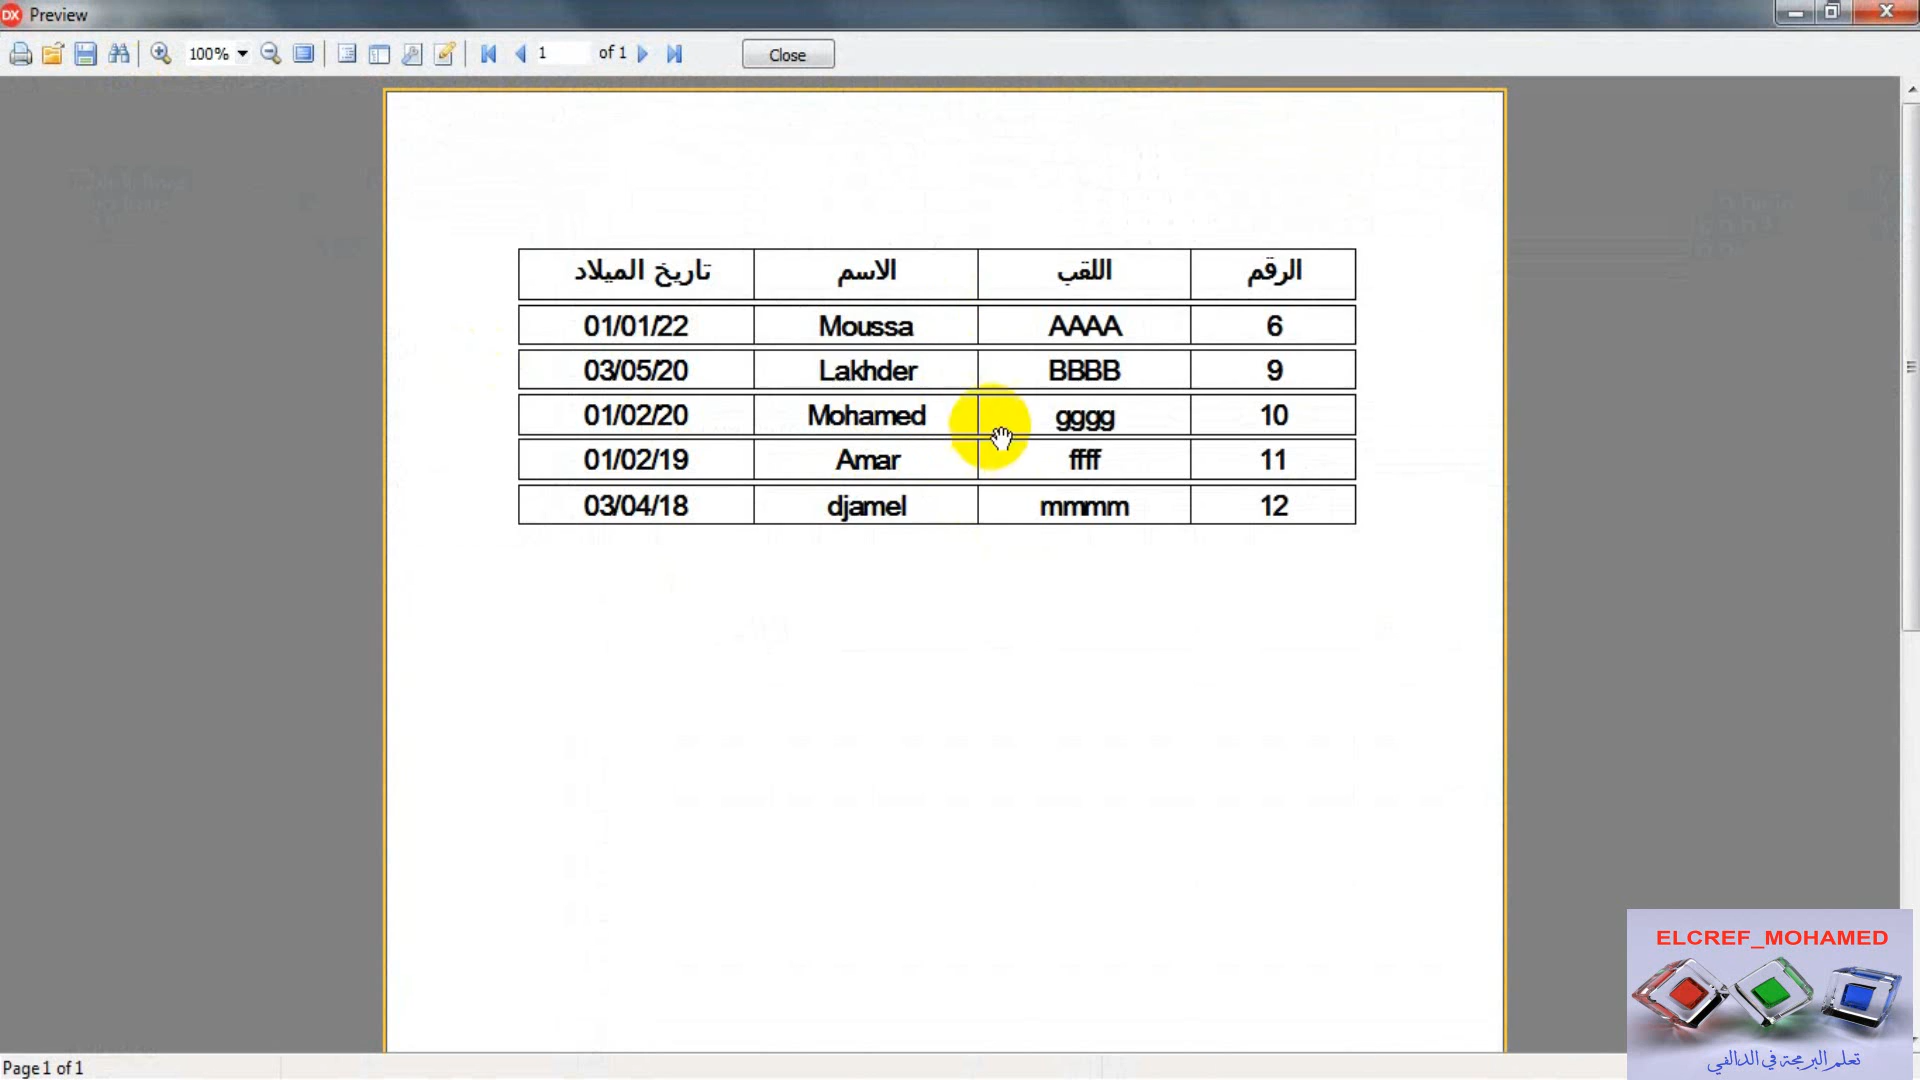 DX Preview
100% 1 of 1 Close
الرقم اللقب الاسم تاريخ الميلاد
6 AAAA Moussa 01/01/22
9 BBBB Lakhder 03/05/20
10 gggg Mohamed 01/02/20
11 ffff Amar 01/02/19
12 mmmm djamel 03/04/18
ELCREF_MOHAMED
تعلم البرمجة في الدالفي
Page 1 of 1